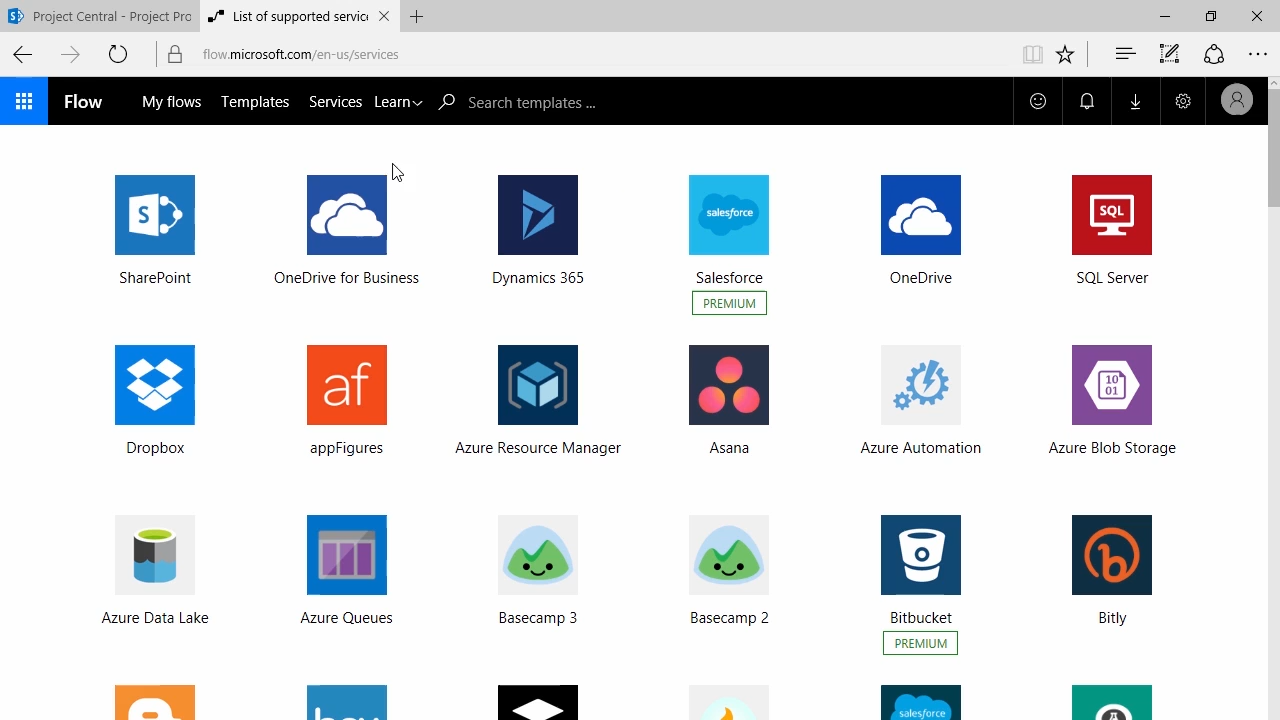 Project Central - Project Pro
List of supported servic
flow.microsoft.com/en-us/services
Flow
My flows
Templates
Services
Learn
Search templates ...
S
salesforce
SQL
SharePoint
OneDrive for Business
Dynamics 365
Salesforce
OneDrive
SQL Server
PREMIUM
af
10
01
Dropbox
appFigures
Azure Resource Manager
Asana
Azure Automation
Azure Blob Storage
b
Azure Data Lake
Azure Queues
Basecamp 3
Basecamp 2
Bitbucket
Bitly
PREMIUM
salesforce